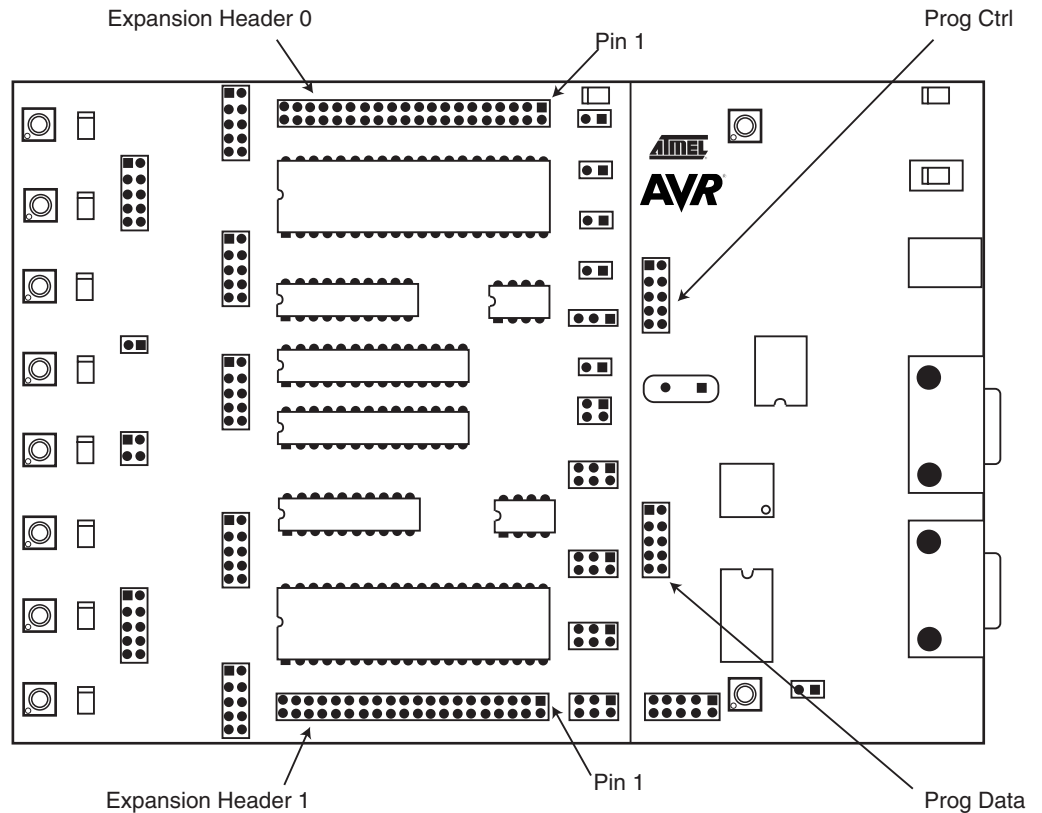 Expansion Header 0
Pin 1
Prog Ctrl
ATMEL
AVR
Pin 1
Expansion Header 1
Prog Data